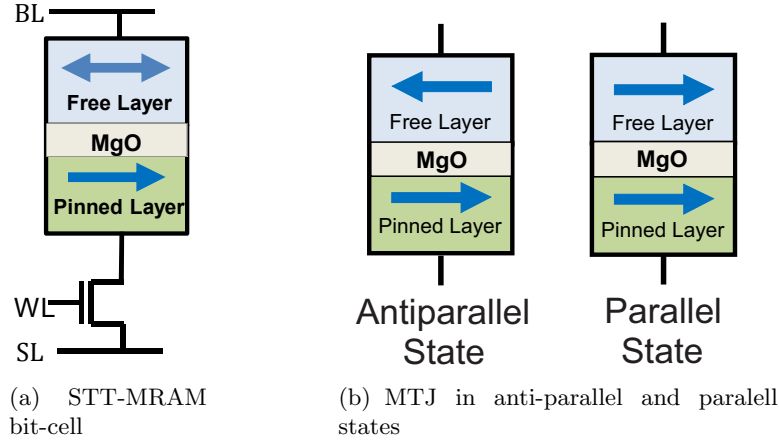 BL
Free Layer
MgO
Pinned Layer
WL
SL
(a) STT-MRAM
bit-cell
Free Layer
MgO
Pinned Layer
Antiparallel
State
Free Layer
MgO
Pinned Layer
Parallel
State
(b) MTJ in anti-parallel and paralell
states